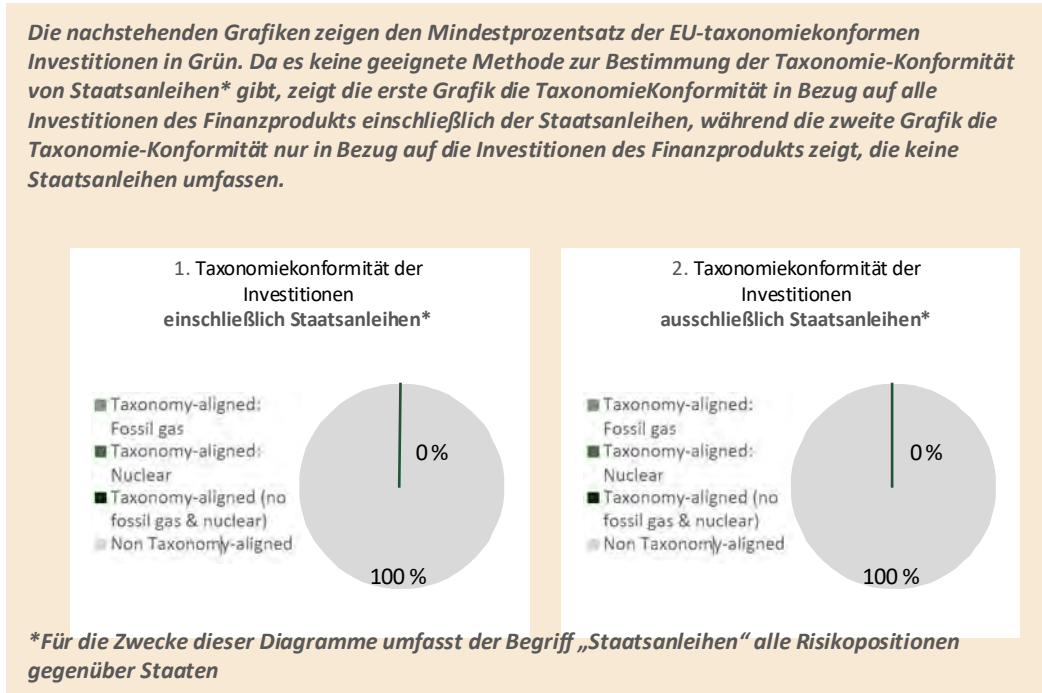 Die nachstehenden Grafiken zeigen den Mindestprozentsatz der EU-taxonomiekonformen
Investitionen in Grün. Da es keine geeignete Methode zur Bestimmung der Taxonomie-Konformität
von Staatsanleihen* gibt, zeigt die erste Grafik die TaxonomieKonformität in Bezug auf alle
Investitionen des Finanzprodukts einschließlich der Staatsanleihen, während die zweite Grafik die
Taxonomie-Konformität nur in Bezug auf die Investitionen des Finanzprodukts zeigt, die keine
Staatsanleihen umfassen.
1. Taxonomiekonformität der
Investitionen
einschließlich Staatsanleihen*
Taxonomy-aligned:
Fossil gas
Taxonomy-aligned:
Nuclear
Taxonomy-aligned (no
fossil gas & nuclear)
Non Taxonomy-aligned
0 %
100 %
2. Taxonomiekonformität der
Investitionen
ausschließlich Staatsanleihen*
Taxonomy-aligned:
Fossil gas
Taxonomy-aligned:
Nuclear
Taxonomy-aligned (no
fossil gas & nuclear)
Non Taxonomy-aligned
0 %
100 %
*Für die Zwecke dieser Diagramme umfasst der Begriff „Staatsanleihen“ alle Risikopositionen
gegenüber Staaten